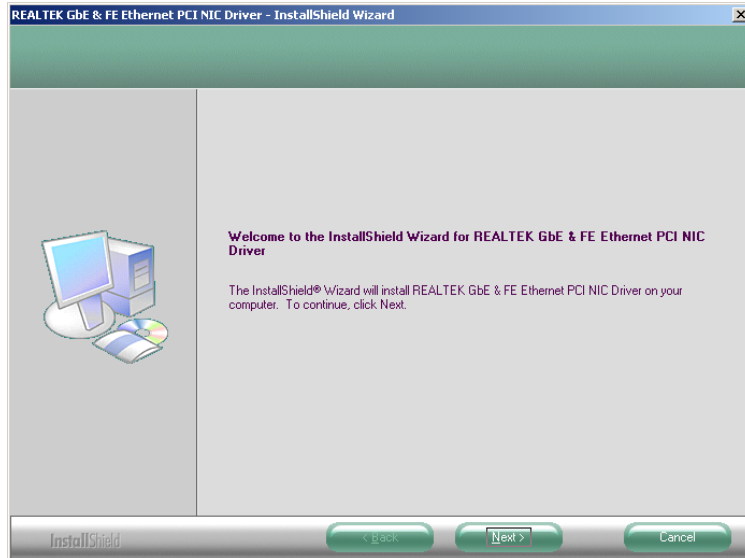 REALTEK GbE & FE Ethernet PCI NIC Driver - InstallShield Wizard
Welcome to the InstallShield Wizard for REALTEK GbE & FE Ethernet PCI NIC
Driver
The InstallShield® Wizard will install REALTEK GbE & FE Ethernet PCI NIC Driver on your
computer. To continue, click Next.
InstallShield
< Back
Next >
Cancel